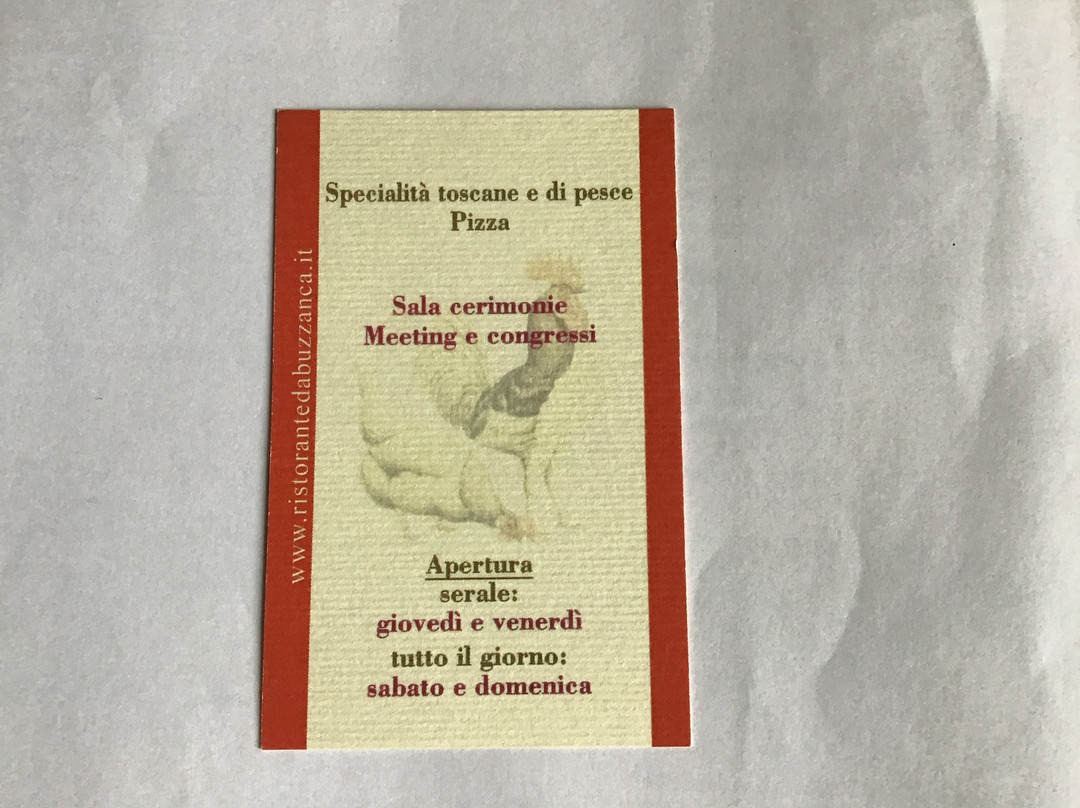 Specialità toscane e di pesce
Pizza
Sala cerimonie
Meeting e congressi
Apertura
serale:
giovedì e venerdì
tutto il giorno:
sabato e domenica
www.ristorantedabuzzanca.it